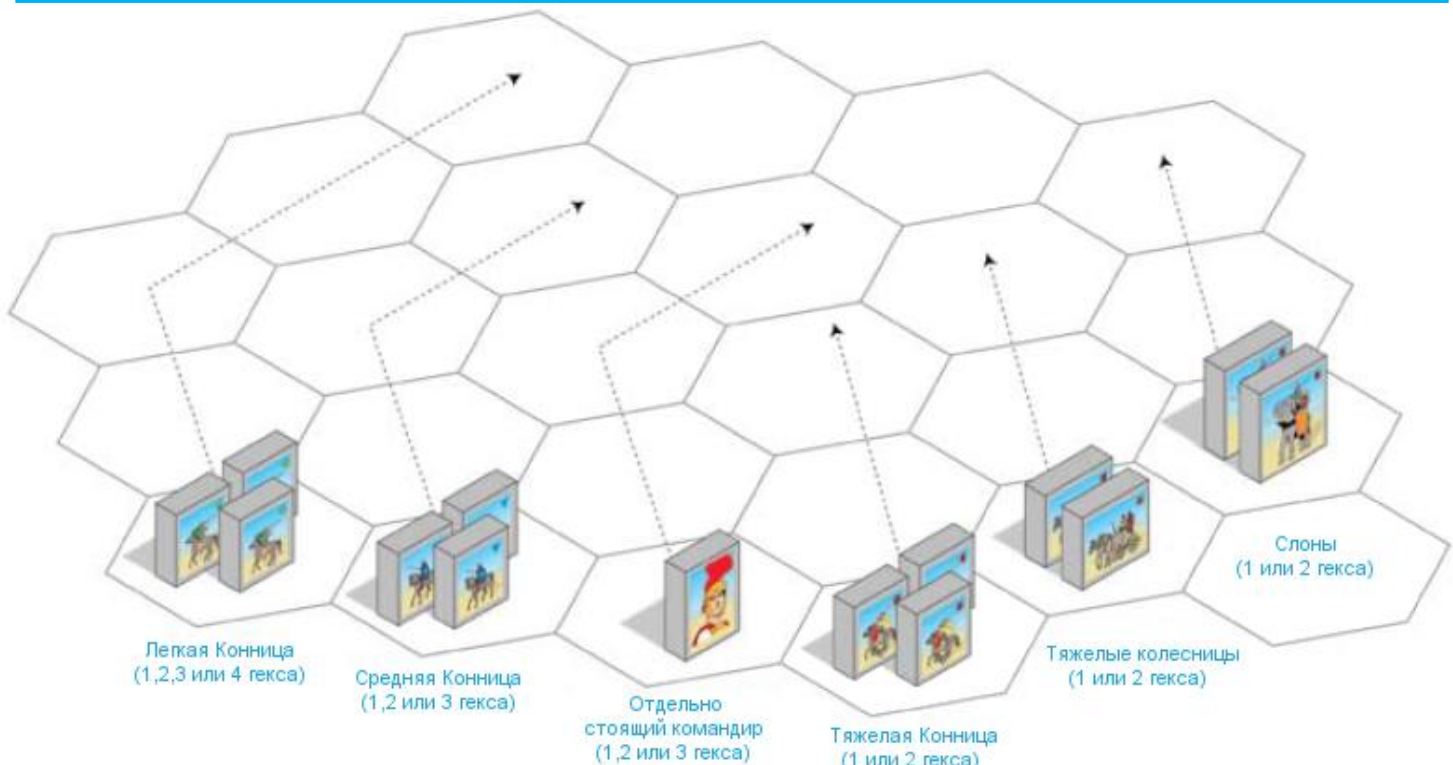 Легкая Конница
(1,2,3 или 4 гекса)
Средняя Конница
(1,2 или 3 гекса)
Отдельно
стоящий командир
(1,2 или 3 гекса)
Тяжелая Конница
(1 или 2 гекса)
Тяжелые колесницы
(1 или 2 гекса)
Слоны
(1 или 2 гекса)